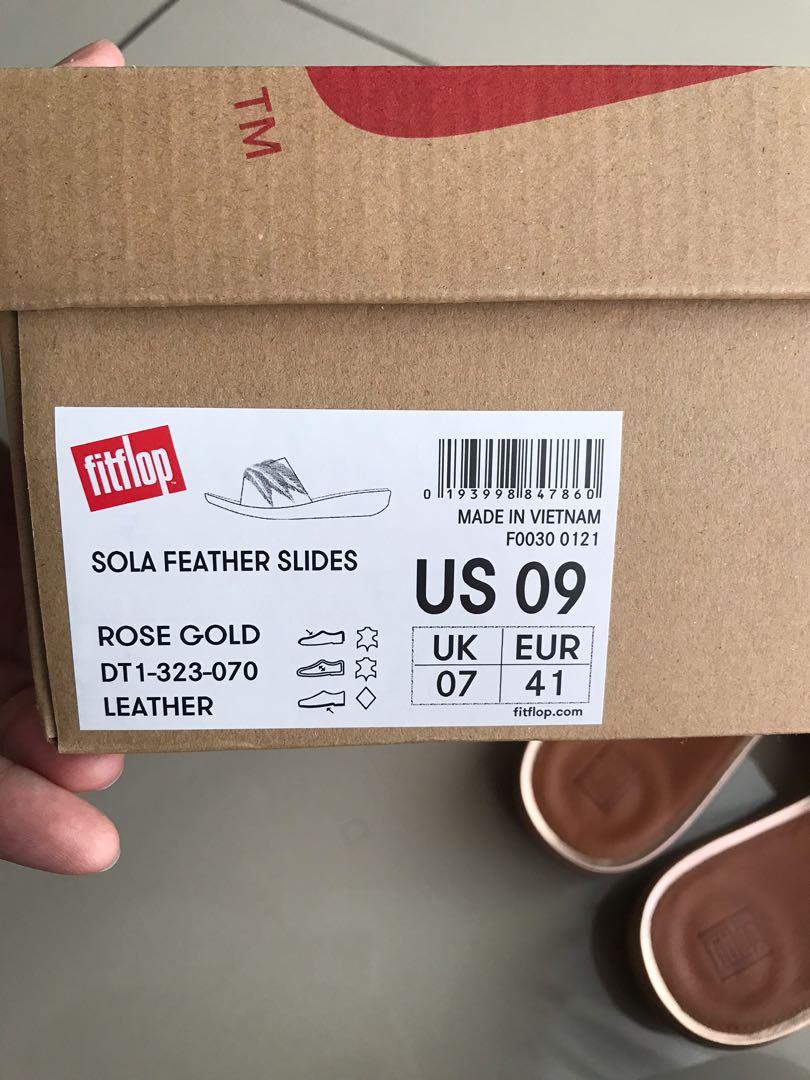 TM
fitflop
0 193998 847860
MADE IN VIETNAM
F0030 0121
SOLA FEATHER SLIDES
US 09
ROSE GOLD
DT1-323-070
LEATHER
UK EUR
07 41
fitflop.com